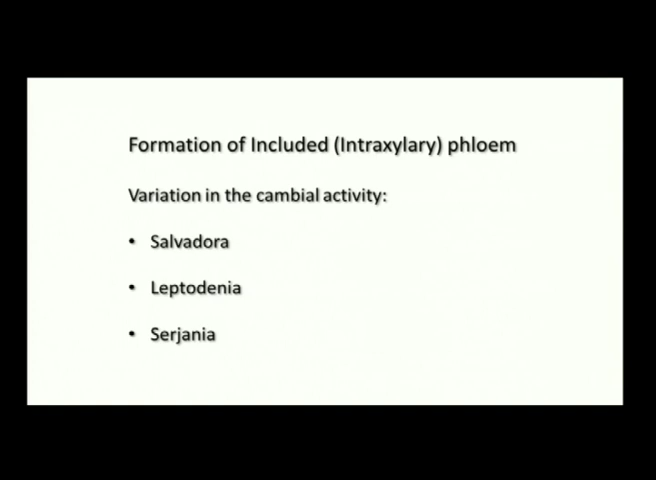 Formation of Included (Intraxylary) phloem
Variation in the cambial activity:
• Salvadora
• Leptodenia
• Serjania